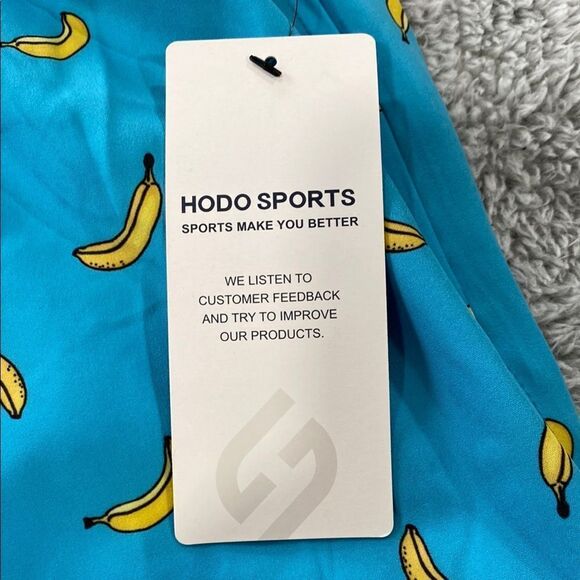 HODO SPORTS
SPORTS MAKE YOU BETTER
WE LISTEN TO
CUSTOMER FEEDBACK
AND TRY TO IMPROVE
OUR PRODUCTS.